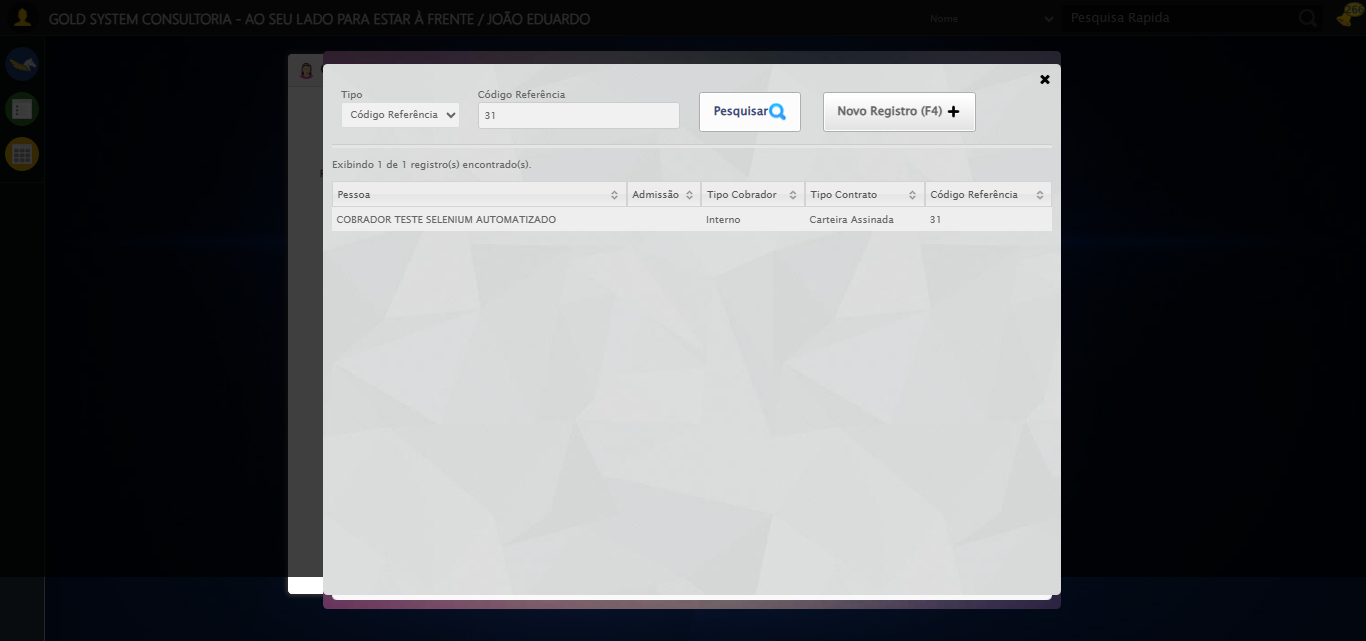 GOLD SYSTEM CONSULTORIA - AO SEU LADO PARA ESTAR À FRENTE / JOÃO EDUARDO
Nome
Pesquisa Rapida
Tipo
Código Referência
Código Referência
31
Pesquisar
Novo Registro (F4)
Exibindo 1 de 1 registro(s) encontrado(s).
Pessoa Admissão Tipo Cobrador Tipo Contrato Código Referência
COBRADOR TESTE SELENIUM AUTOMATIZADO Interno Carteira Assinada 31